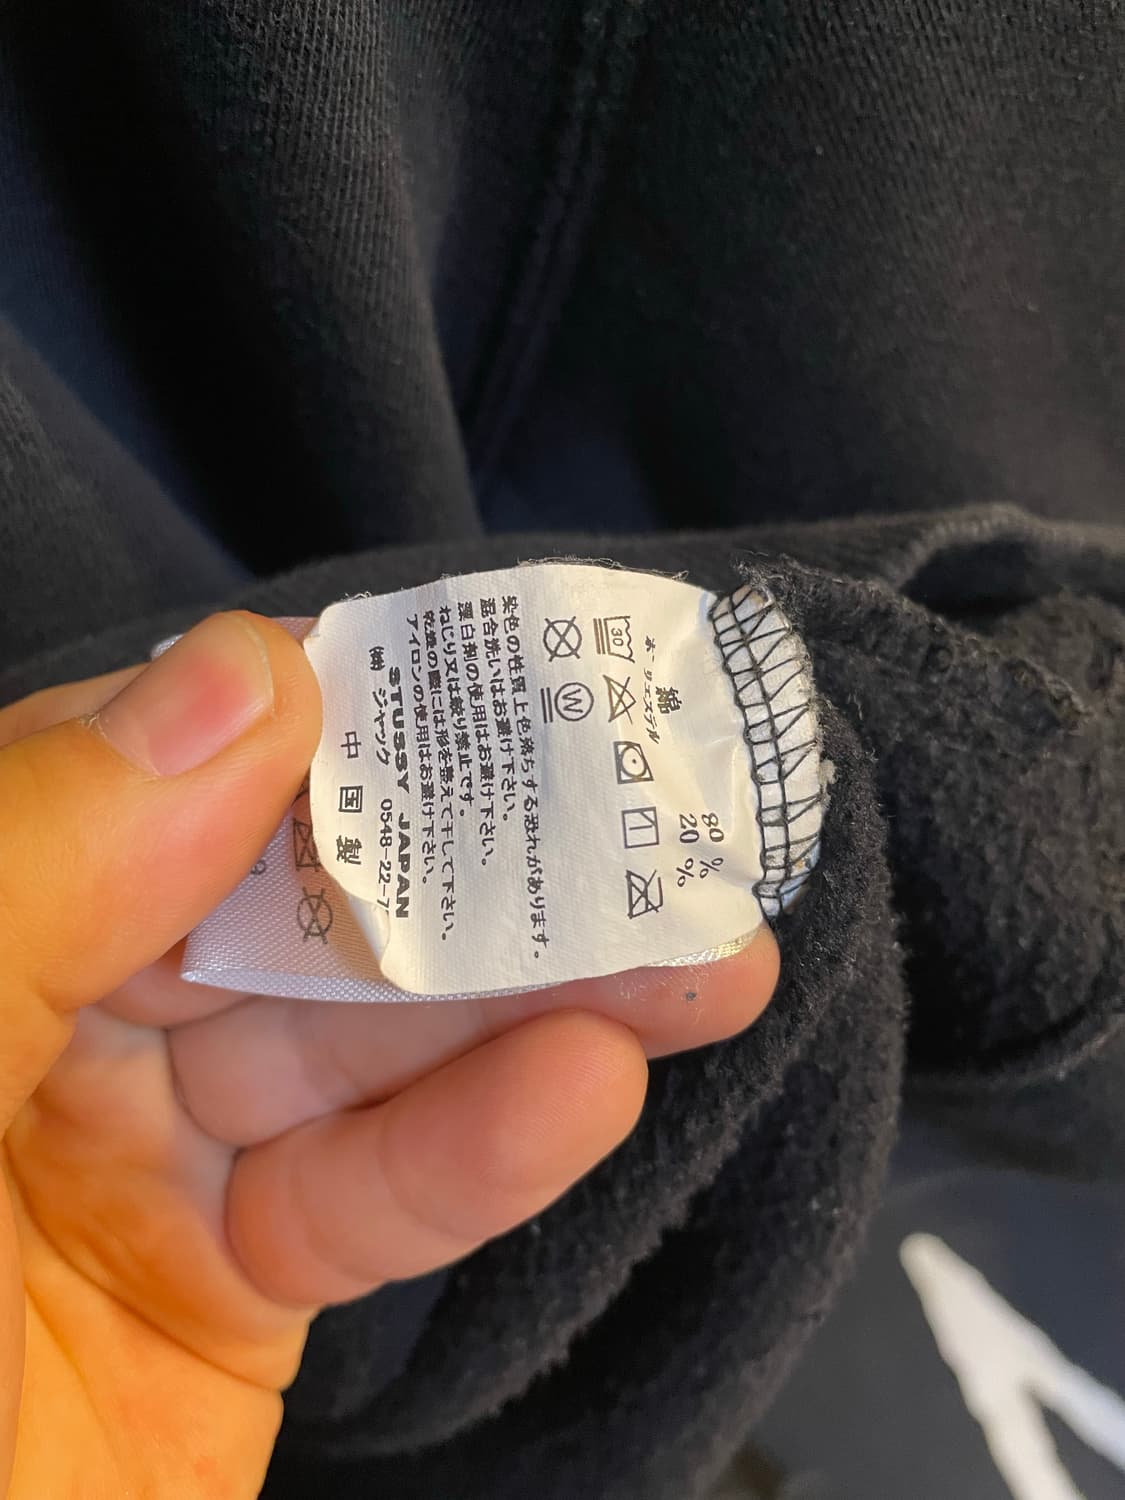 綿 80 %
ポリエステル 20 %
30
W
染色の性質上色落ちする恐れがあります。
混合洗いはお避け下さい。
漂白剤の使用はお避け下さい。
ねじり又は絞り禁止です。
乾燥の際には形を整えて干して下さい。
アイロンの使用はお避け下さい。
STUSSY JAPAN
㈱ ジャック 0548-22-7
中国製